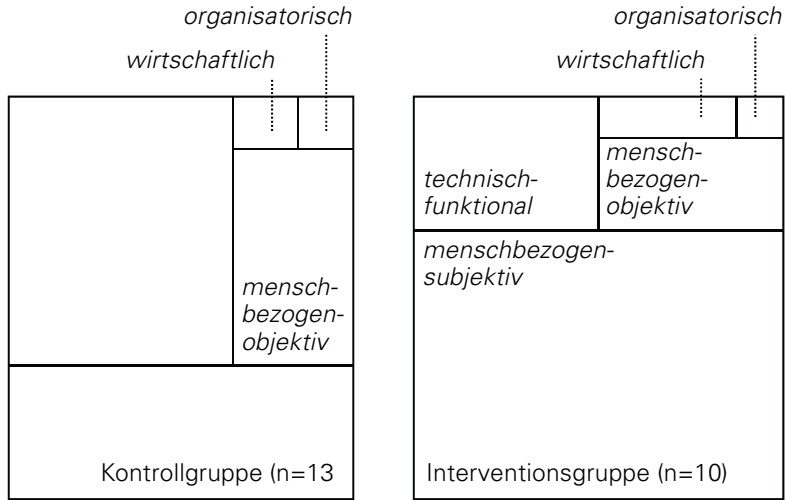 organisatorisch
wirtschaftlich
mensch-
bezogen-
objektiv
Kontrollgruppe (n=13
organisatorisch
wirtschaftlich
technisch-
funktional
mensch-
bezogen-
objektiv
menschbezogen-
subjektiv
Interventionsgruppe (n=10)